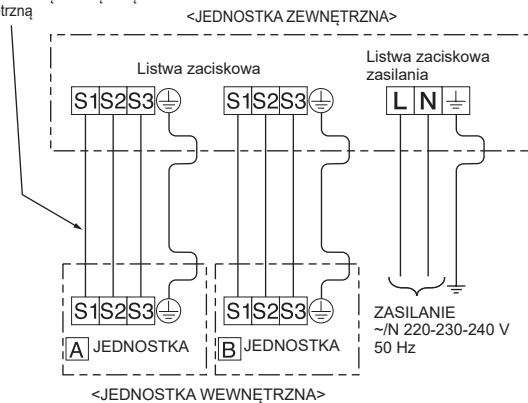 trzną
<JEDNOSTKA ZEWNĘTRZNA>
Listwa zaciskowa
Listwa zaciskowa
zasilania
S1 S2 S3
S1 S2 S3
L N
S1 S2 S3
S1 S2 S3
A JEDNOSTKA
B JEDNOSTKA
ZASILANIE
~/N 220-230-240 V
50 Hz
<JEDNOSTKA WEWNĘTRZNA>